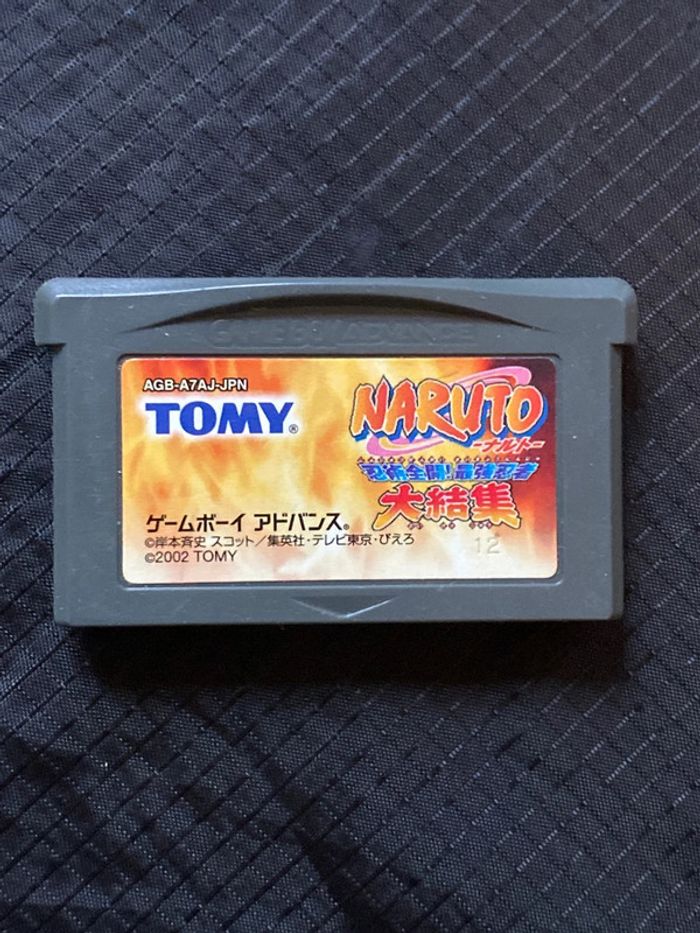 GAME BOY ADVANCE
AGB-A7AJ-JPN
TOMY®
NARUTO
-ナルト-
忍術全開!最強忍者
大結集
ゲームボーイ アドバンス®
©岸本斉史 スコット/集英社・テレビ東京・ぴえろ
©2002 TOMY
12